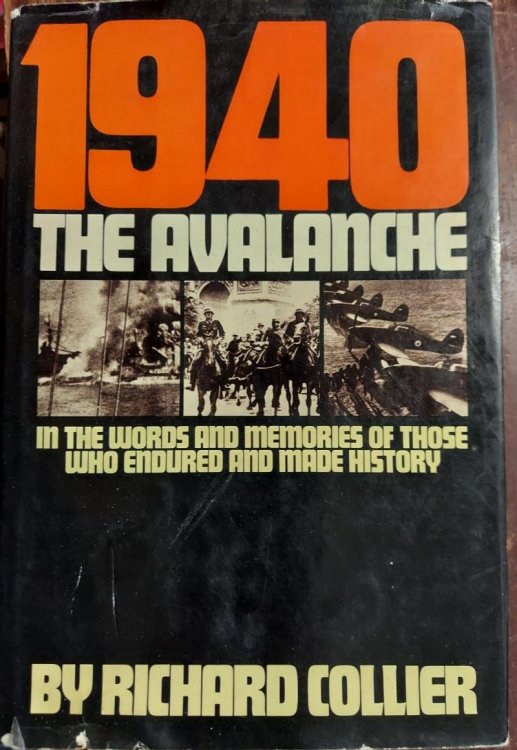 1940
THE AVALANCHE
IN THE WORDS AND MEMORIES OF THOSE
WHO ENDURED AND MADE HISTORY
BY RICHARD COLLIER